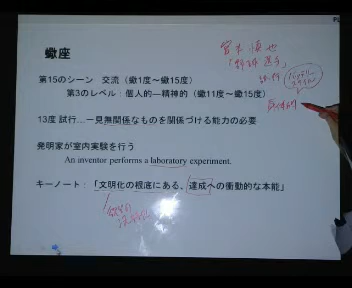 蠍座
第15のシーン 交流（蠍1度～蠍15度）
第3のレベル：個人的―精神的（蠍11度～蠍15度）
13度 試行…一見無関係なものを関係づける能力の必要
発明家が室内実験を行う
An inventor performs a laboratory experiment.
キーノート：「文明化の根底にある、達成への衝動的な本能」